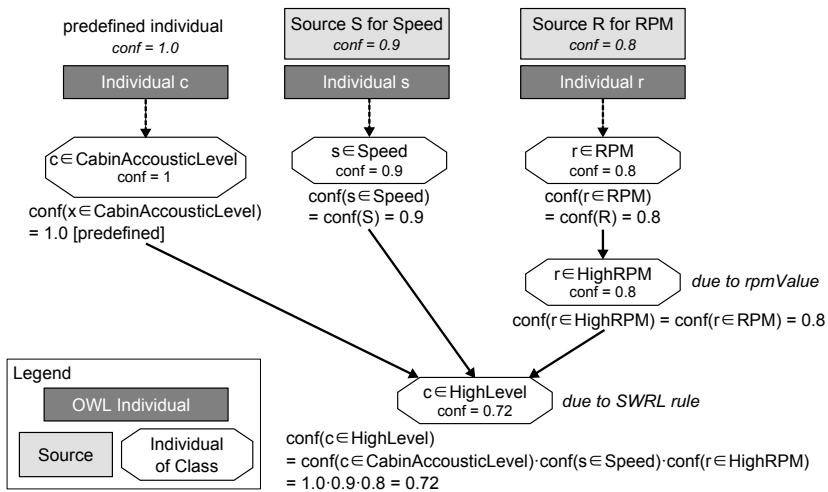 predefined individual
conf = 1.0
Individual c
c∈CabinAccousticLevel
conf = 1
conf(x∈CabinAccousticLevel)
= 1.0 [predefined]
Source S for Speed
conf = 0.9
Individual s
s∈Speed
conf = 0.9
conf(s∈Speed)
= conf(S) = 0.9
Source R for RPM
conf = 0.8
Individual r
r∈RPM
conf = 0.8
conf(r∈RPM)
= conf(R) = 0.8
r∈HighRPM
conf = 0.8
due to rpmValue
conf(r∈HighRPM) = conf(r∈RPM) = 0.8
c∈HighLevel
conf = 0.72
due to SWRL rule
conf(c∈HighLevel)
= conf(c∈CabinAccousticLevel)·conf(s∈Speed)·conf(r∈HighRPM)
= 1.0·0.9·0.8 = 0.72
Legend
OWL Individual
Source
Individual
of Class